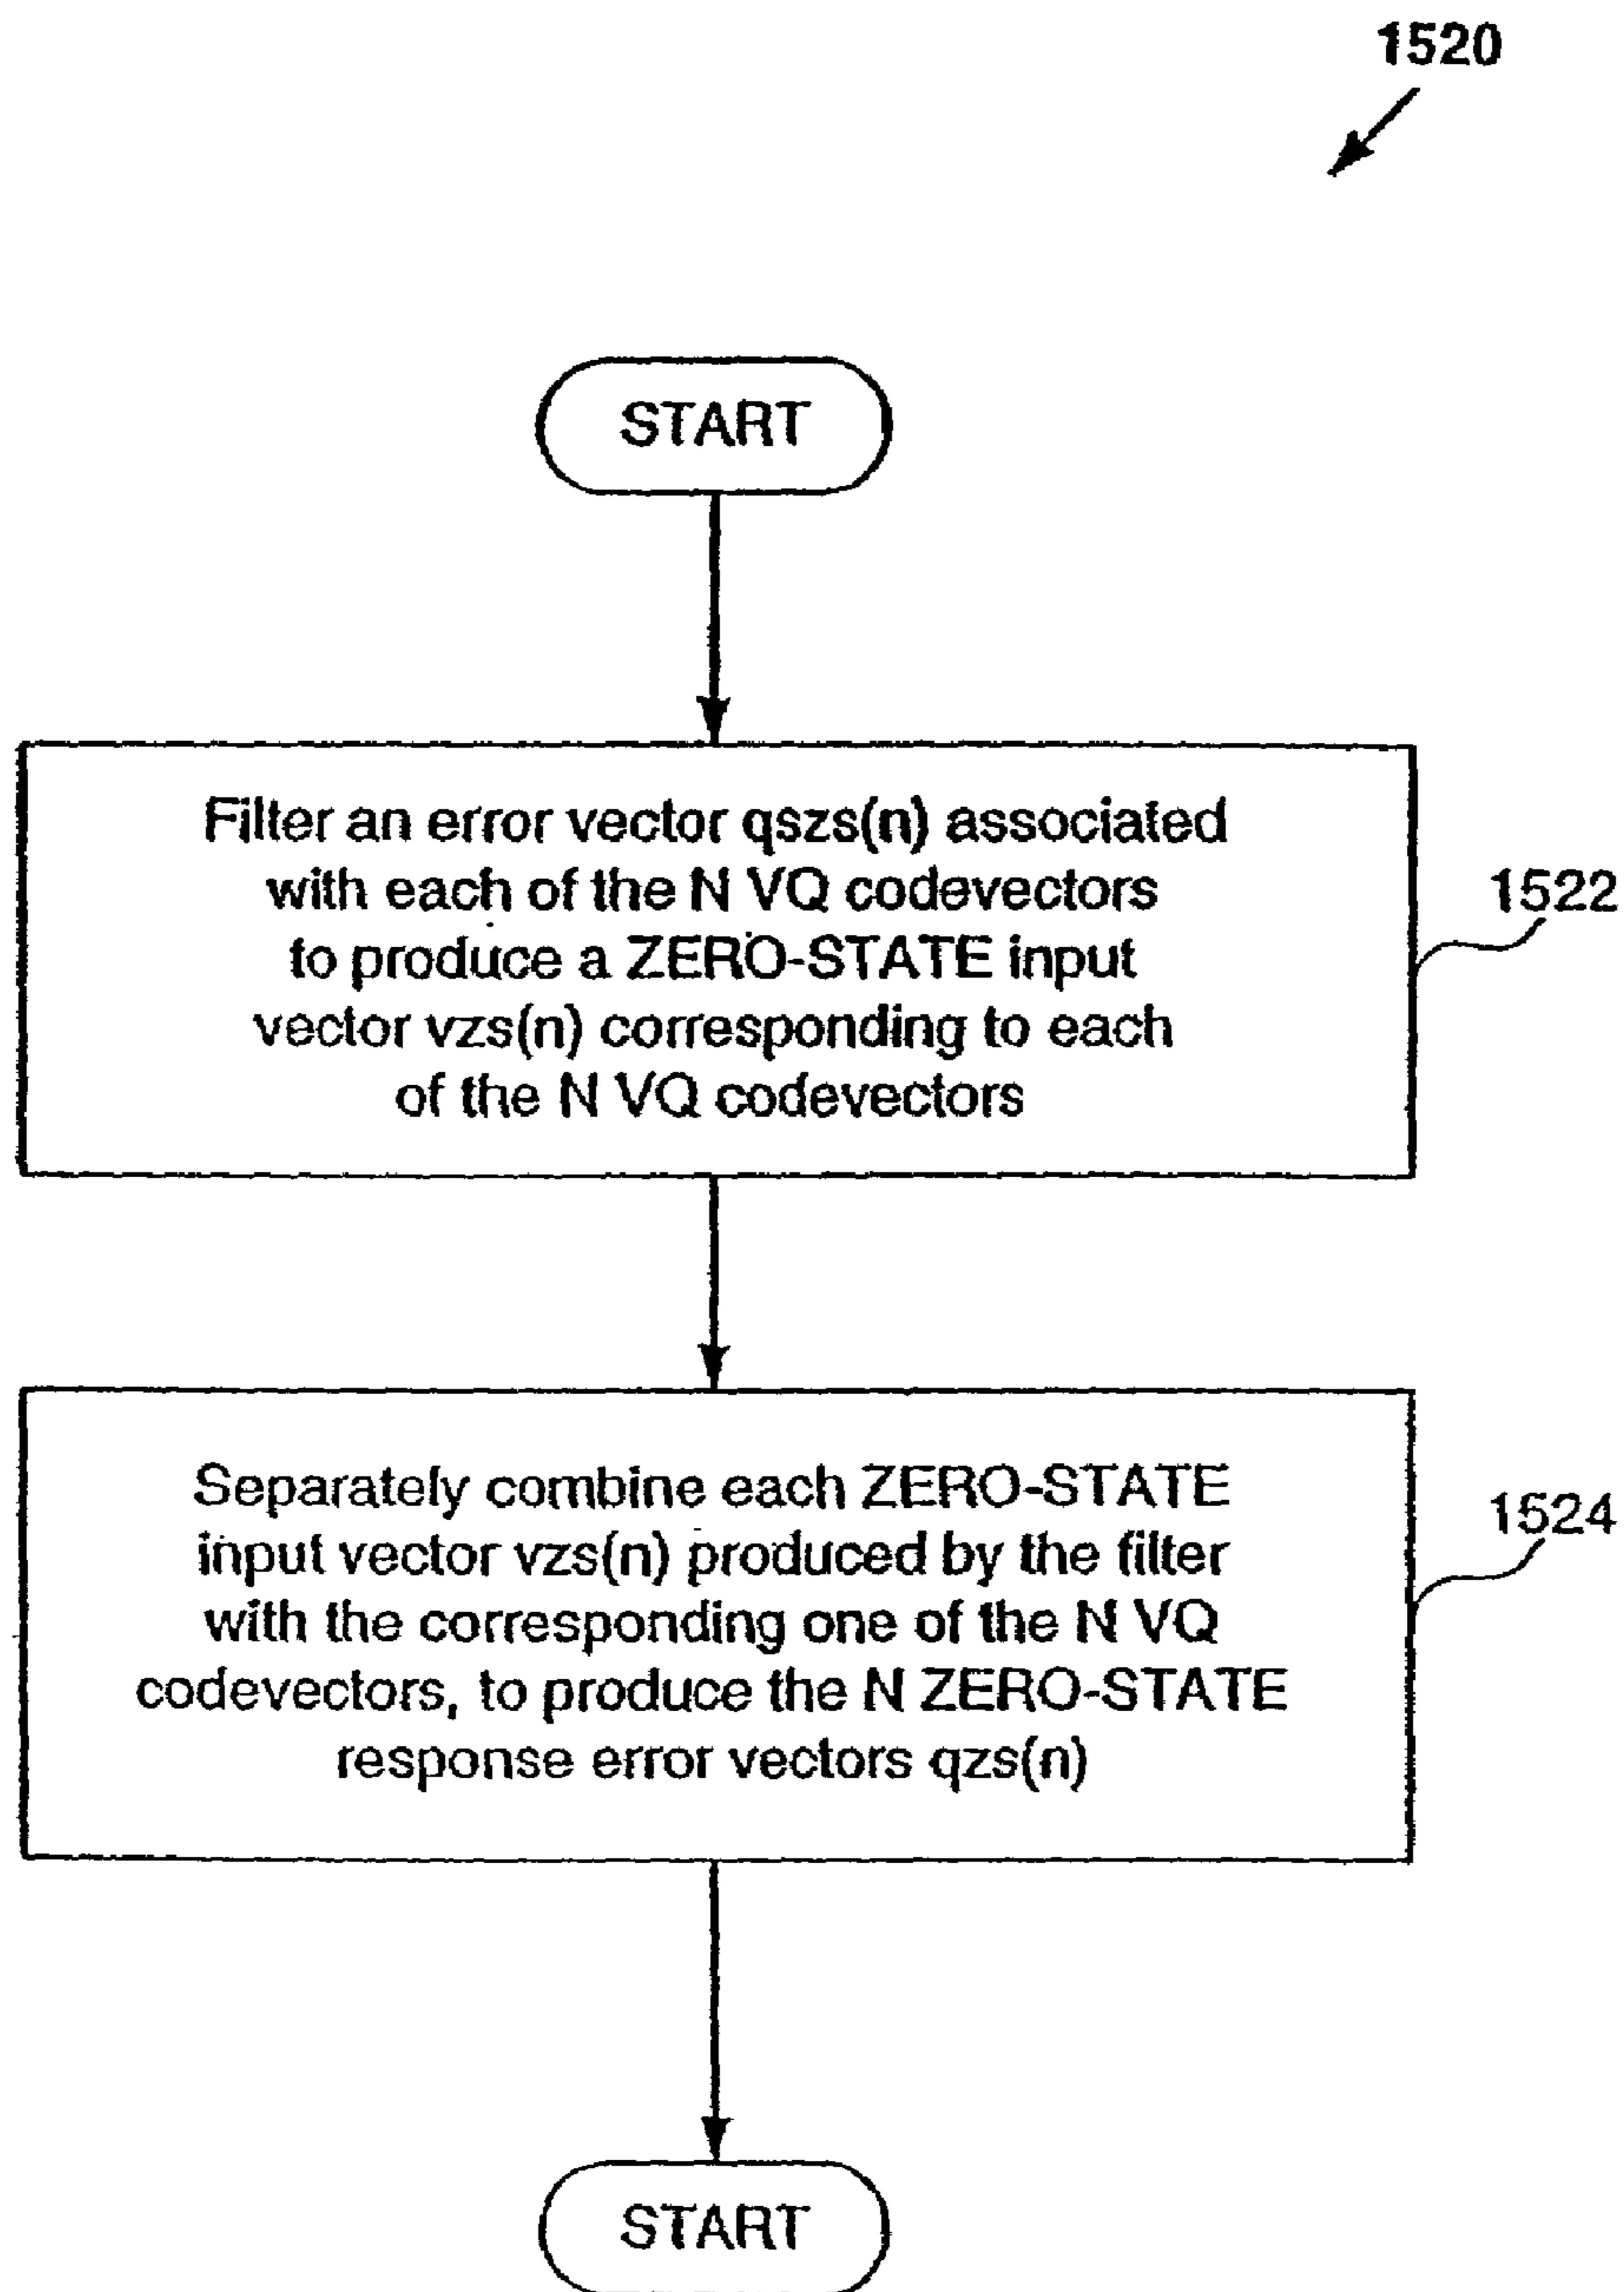 1520
START
Filter an error vector qszs(n) associated
with each of the N VQ codevectors
to produce a ZERO-STATE input
vector vzs(n) corresponding to each
of the N VQ codevectors
1522
Separately combine each ZERO-STATE
input vector vzs(n) produced by the filter
with the corresponding one of the N VQ
codevectors, to produce the N ZERO-STATE
response error vectors qzs(n)
1524
START